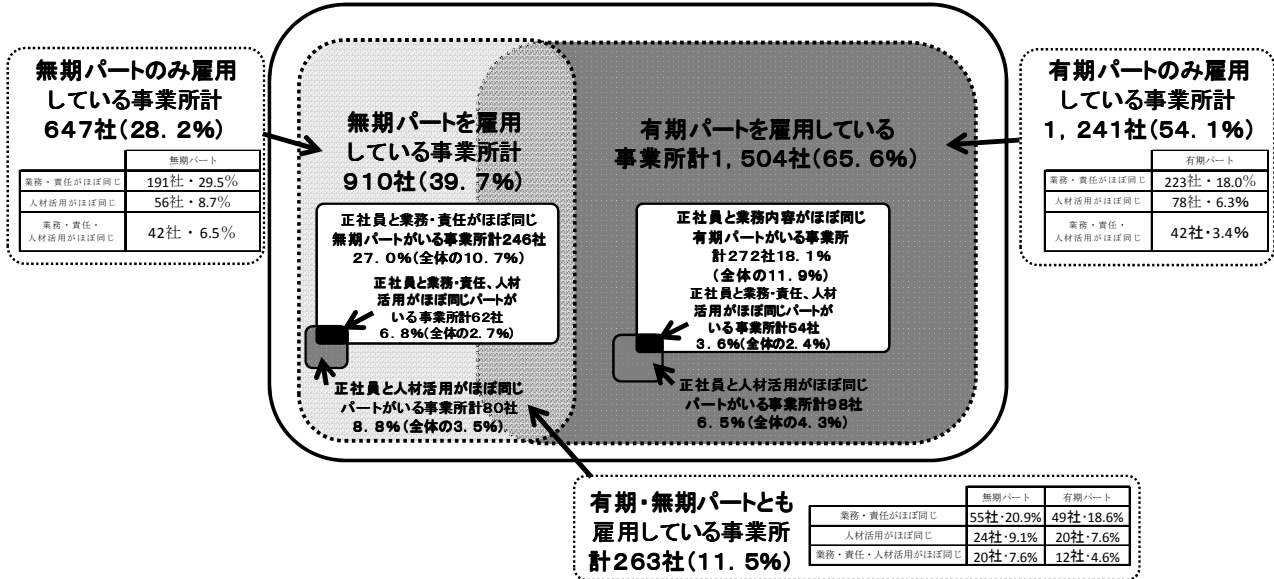 無期パートのみ雇用
している事業所計
647社(28．2%)
無期パート
業務・責任がほぼ同じ 191社・29.5%
人材活用がほぼ同じ 56社・8.7%
業務・責任・
人材活用がほぼ同じ 42社・6.5%
無期パートを雇用
している事業所計
910社(39．7%)
正社員と業務・責任がほぼ同じ
無期パートがいる事業所計246社
27．0%(全体の10．7%)
正社員と業務・責任、人材
活用がほぼ同じパートが
いる事業所計62社
6．8%(全体の2．7%)
正社員と人材活用がほぼ同じ
パートがいる事業所計80社
8．8%(全体の3．5%)
有期パートを雇用している
事業所計1，504社(65．6%)
正社員と業務内容がほぼ同じ
有期パートがいる事業所
計272社18．1%
(全体の11．9%)
正社員と業務・責任、人材
活用がほぼ同じパートが
いる事業所計54社
3．6%(全体の2．4%)
正社員と人材活用がほぼ同じ
パートがいる事業所計98社
6．5%(全体の4．3%)
有期パートのみ雇用
している事業所計
1，241社(54．1%)
有期パート
業務・責任がほぼ同じ 223社・18.0%
人材活用がほぼ同じ 78社・6.3%
業務・責任・
人材活用がほぼ同じ 42社・3.4%
有期・無期パートとも
雇用している事業所
計263社(11．5%)
無期パート 有期パート
業務・責任がほぼ同じ 55社・20.9% 49社・18.6%
人材活用がほぼ同じ 24社・9.1% 20社・7.6%
業務・責任・人材活用がほぼ同じ 20社・7.6% 12社・4.6%